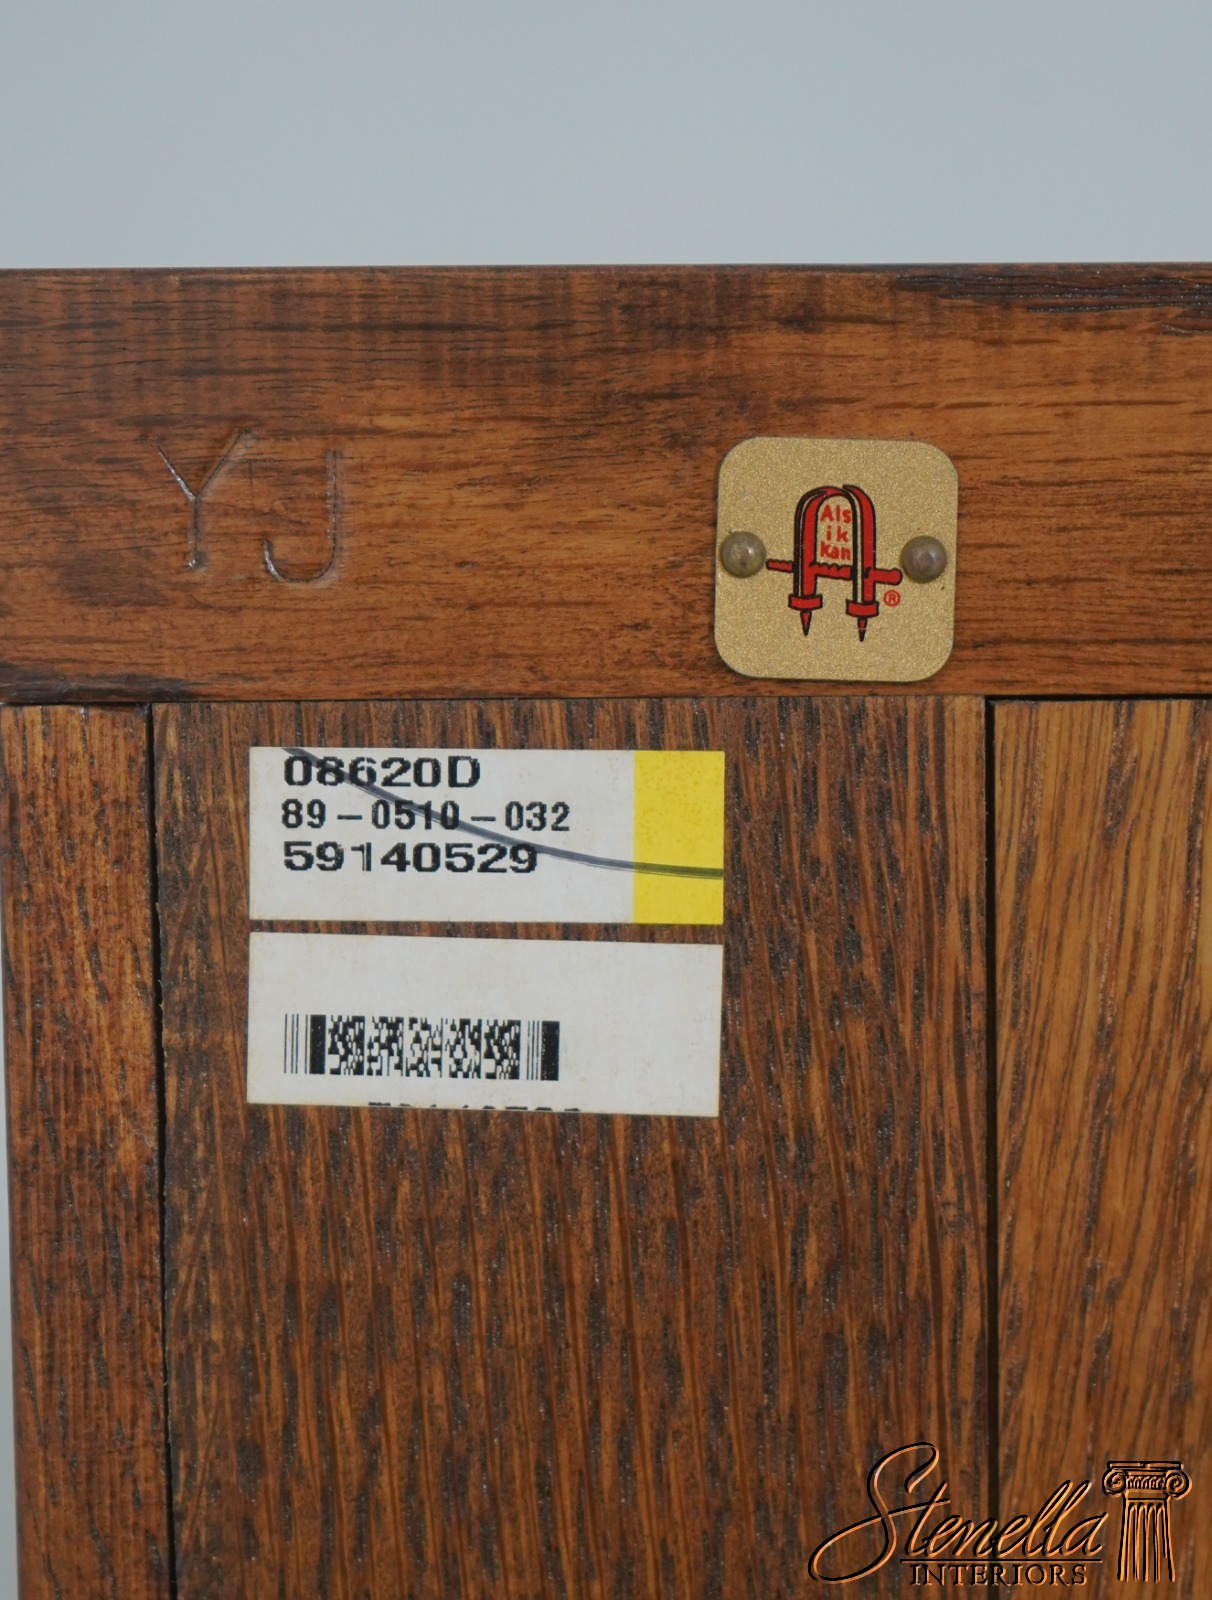 YJ
Als
ik
kan
®
08620D
89-0510-032
59140529
Stenella
INTERIORS